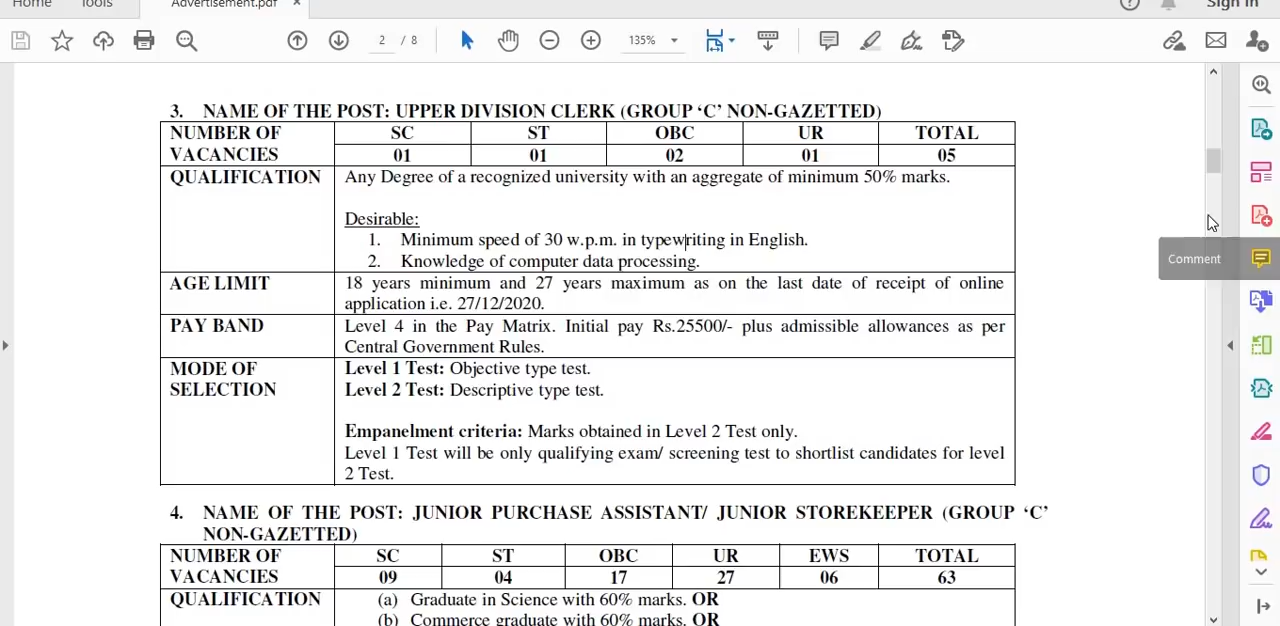 Home Tools Advertisement.pdf × Sign In
2 / 8 135%
3. NAME OF THE POST: UPPER DIVISION CLERK (GROUP ‘C’ NON-GAZETTED)
NUMBER OF SC ST OBC UR TOTAL
VACANCIES 01 01 02 01 05
QUALIFICATION Any Degree of a recognized university with an aggregate of minimum 50% marks.
Desirable:
1. Minimum speed of 30 w.p.m. in typewriting in English.
2. Knowledge of computer data processing.
Comment
AGE LIMIT 18 years minimum and 27 years maximum as on the last date of receipt of online
application i.e. 27/12/2020.
PAY BAND Level 4 in the Pay Matrix. Initial pay Rs.25500/- plus admissible allowances as per
Central Government Rules.
MODE OF Level 1 Test: Objective type test.
SELECTION Level 2 Test: Descriptive type test.
Empanelment criteria: Marks obtained in Level 2 Test only.
Level 1 Test will be only qualifying exam/ screening test to shortlist candidates for level
2 Test.
4. NAME OF THE POST: JUNIOR PURCHASE ASSISTANT/ JUNIOR STOREKEEPER (GROUP ‘C’
NON-GAZETTED)
NUMBER OF SC ST OBC UR EWS TOTAL
VACANCIES 09 04 17 27 06 63
QUALIFICATION (a) Graduate in Science with 60% marks. OR
(b) Commerce graduate with 60% marks. OR